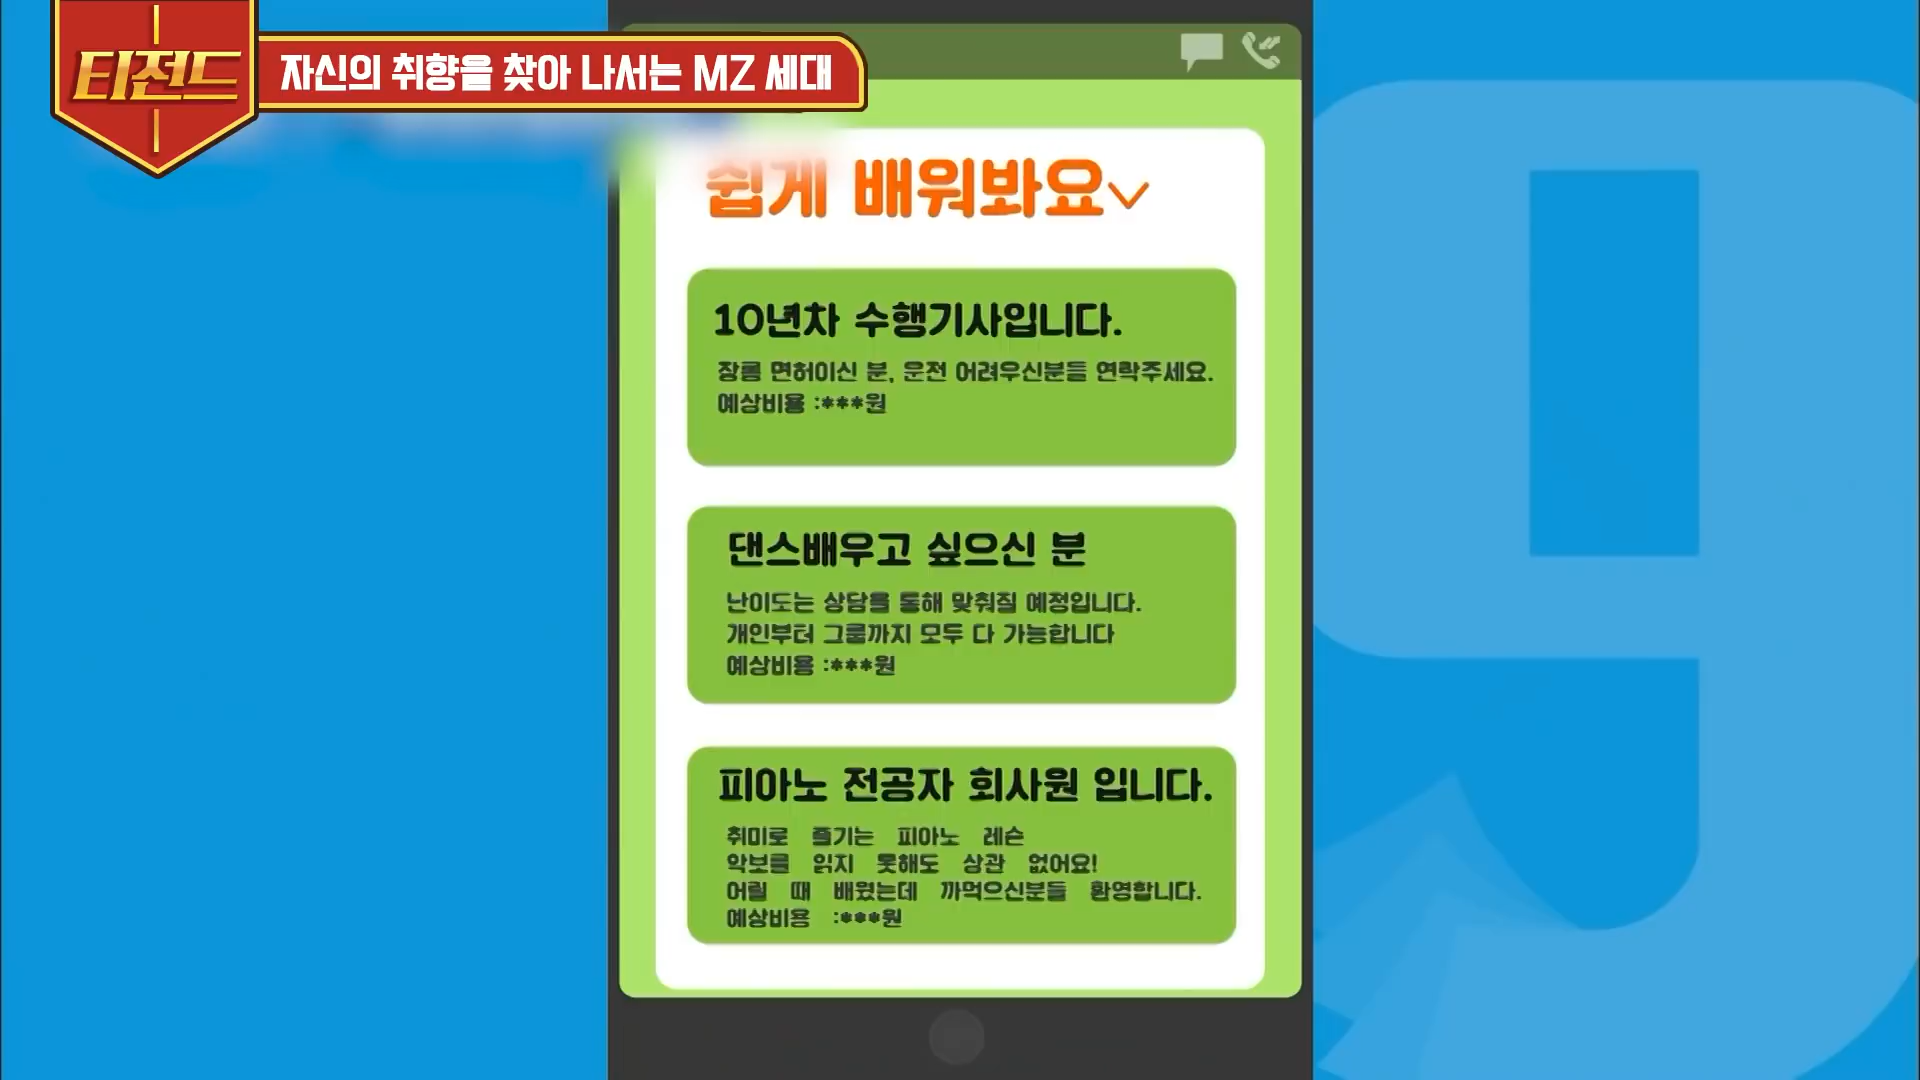 티전드
자신의 취향을 찾아 나서는 MZ 세대
쉽게 배워봐요
10년차 수행기사입니다.
장롱 면허이신 분, 운전 어려우신분들 연락주세요.
예상비용 :***원
댄스배우고 싶으신 분
난이도는 상담을 통해 맞춰질 예정입니다.
개인부터 그룹까지 모두 다 가능합니다
예상비용 :***원
피아노 전공자 회사원 입니다.
취미로 즐기는 피아노 레슨
악보를 읽지 못해도 상관 없어요!
어릴 때 배웠는데 까먹으신분들 환영합니다.
예상비용 :***원